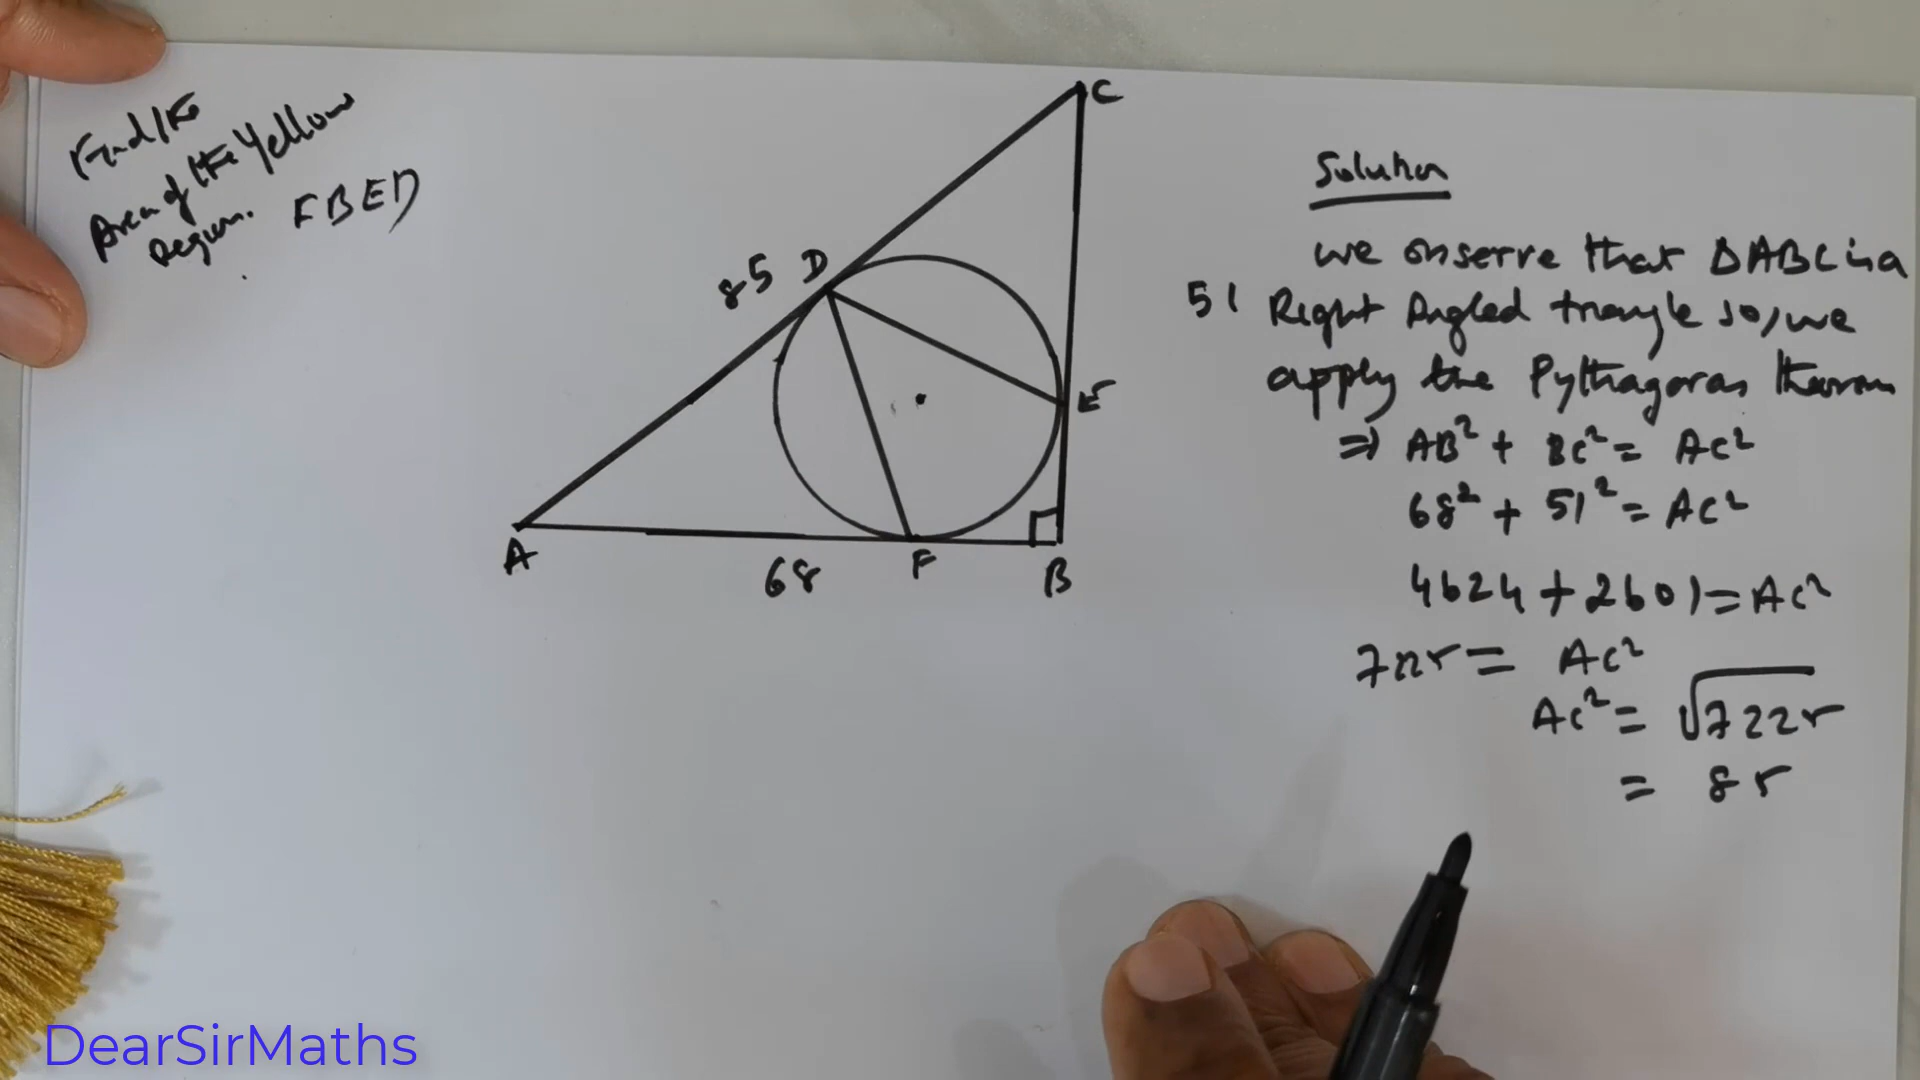 Find the
Area of the Yellow
Region. FBED
C
85 D
E
A
68
F
B
Solution
we onserve that ΔABC is a
51 Right Angled triangle so, we
apply the Pythagoras theorem
⇒ AB² + BC² = AC²
68² + 51² = AC²
4624 + 2601 = AC²
7225 = AC²
AC² = √7225
= 85
DearSirMaths